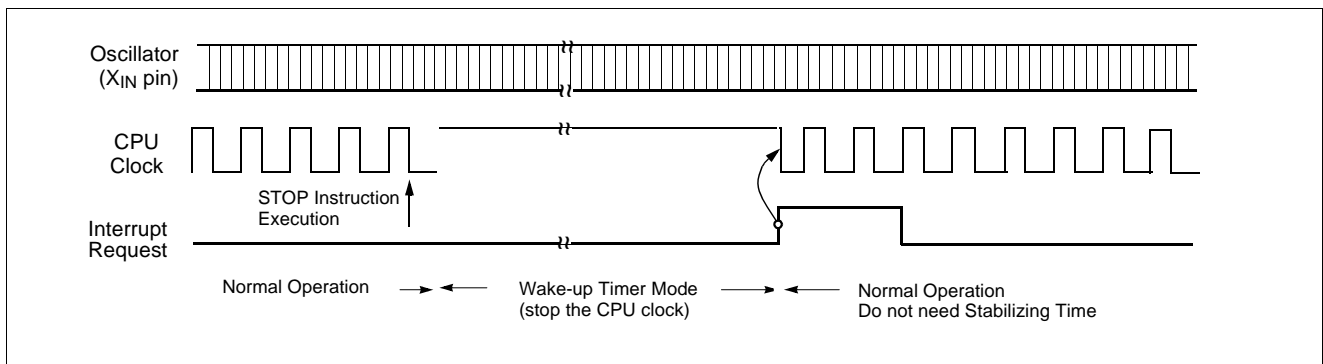 Oscillator
(XIN pin)
CPU
Clock
STOP Instruction
Execution
Interrupt
Request
Normal Operation
Wake-up Timer Mode
(stop the CPU clock)
Normal Operation
Do not need Stabilizing Time